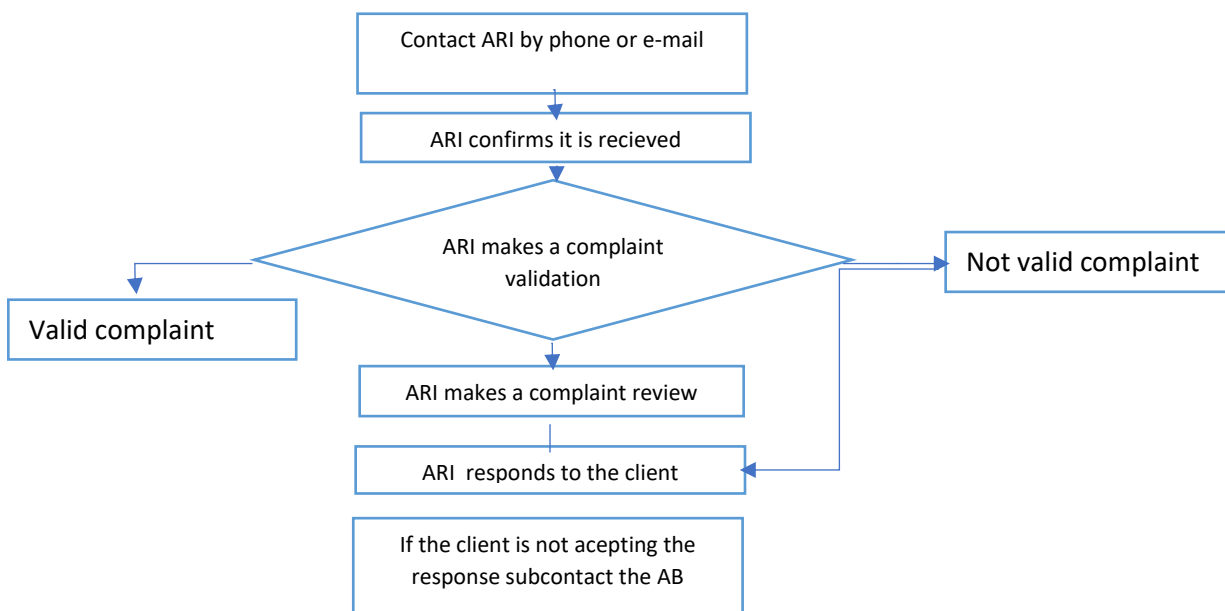 Contact ARI by phone or e-mail
ARI confirms it is recieved
ARI makes a complaint
validation
Not valid complaint
Valid complaint
ARI makes a complaint review
ARI responds to the client
If the client is not acepting the
response subcontact the AB